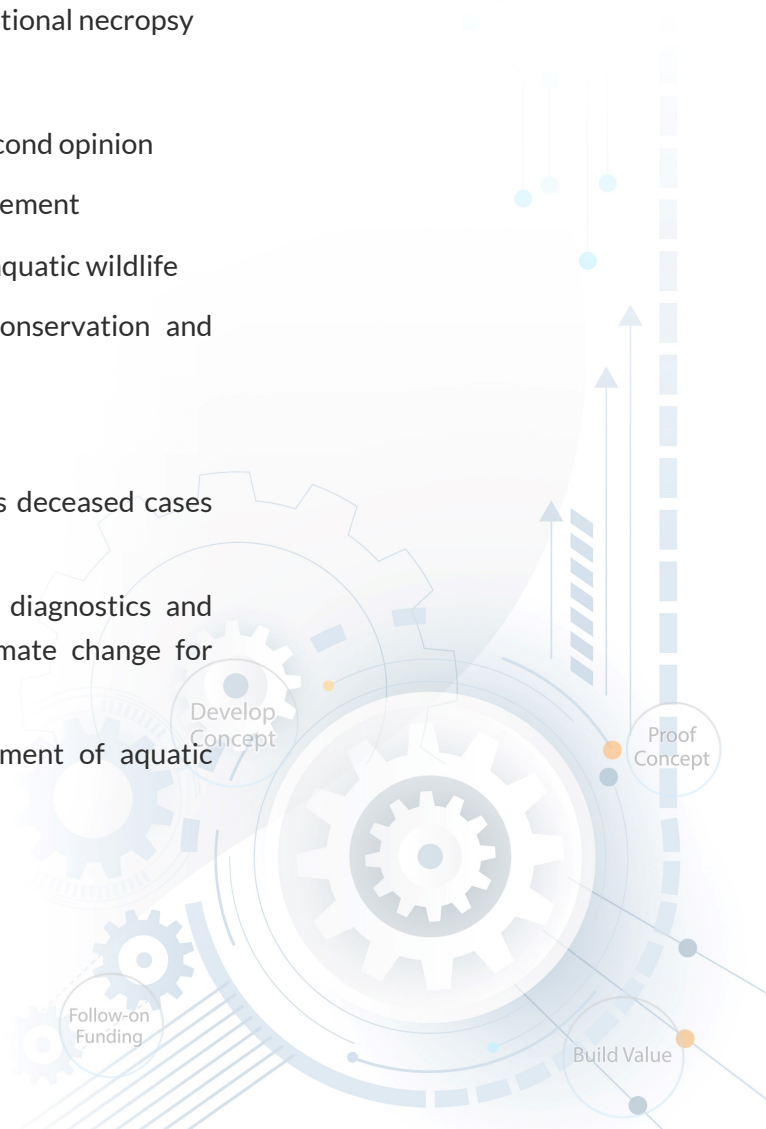 tional necropsy
cond opinion
ement
quatic wildlife
onservation and
s deceased cases
diagnostics and
mate change for
ment of aquatic
Develop
Concept
Proof
Concept
Follow-on
Funding
Build Value